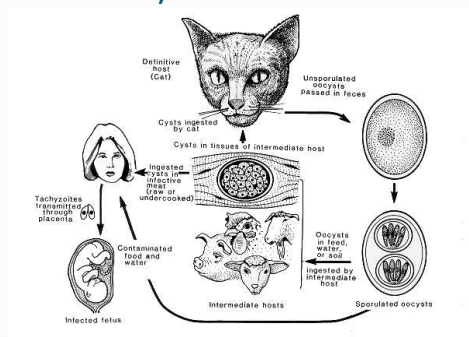 Definitive
host
(Cat)
Unsporulated
oocysts
passed in feces
Cysts ingested
by cat
Cysts in tissues of intermediate host
Ingested
cysts in
infective
meat
(raw or
undercooked)
Tachyzoites
transmitted
through
placenta
Contaminated
food and
water
Oocysts
in feed,
water,
or soil
ingested by
intermediate
host
Infected fetus
Intermediate hosts
Sporulated oocysts